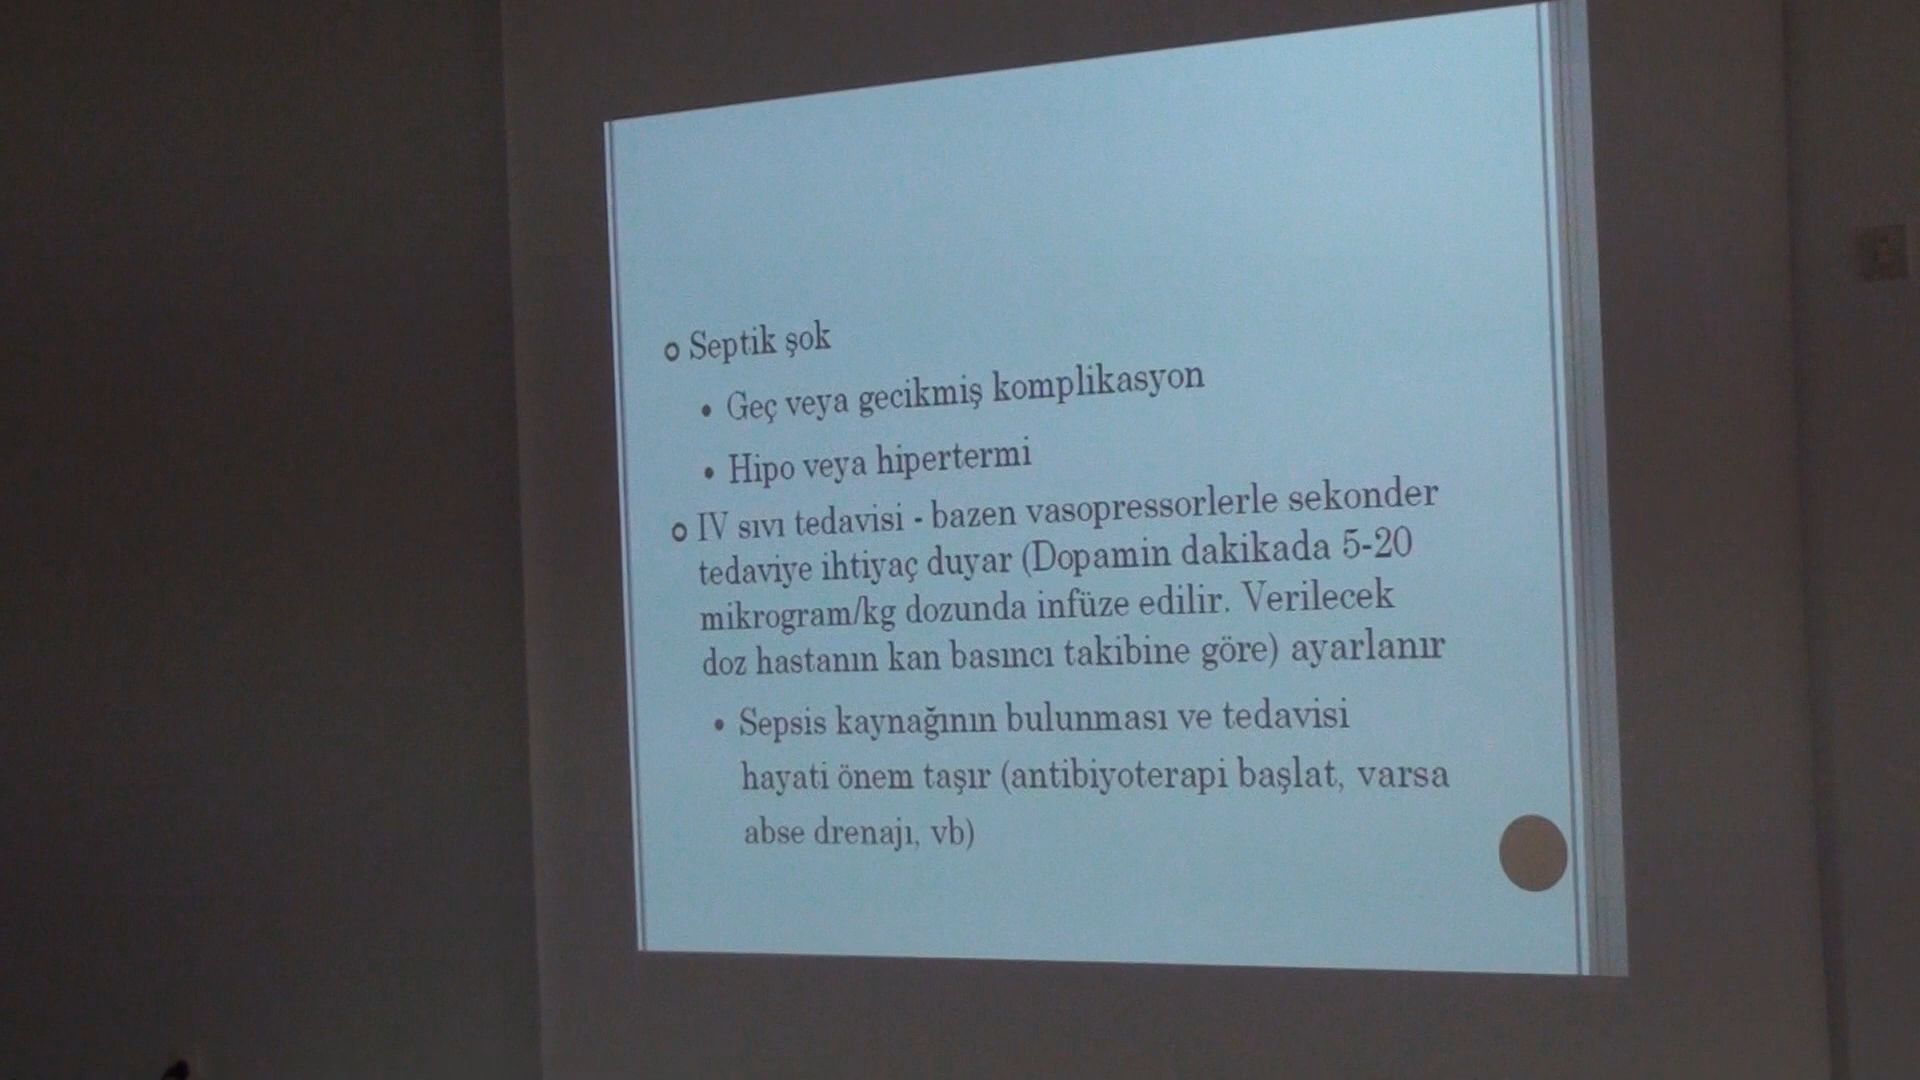 Septik şok
Geç veya gecikmiş komplikasyon
Hipo veya hipertermi
IV sıvı tedavisi - bazen vasopressorlerle sekonder
tedaviye ihtiyaç duyar (Dopamin dakikada 5-20
mikrogram/kg dozunda infüze edilir. Verilecek
doz hastanın kan basıncı takibine göre) ayarlanır
Sepsis kaynağının bulunması ve tedavisi
hayati önem taşır (antibiyoterapi başlat, varsa
abse drenajı, vb)